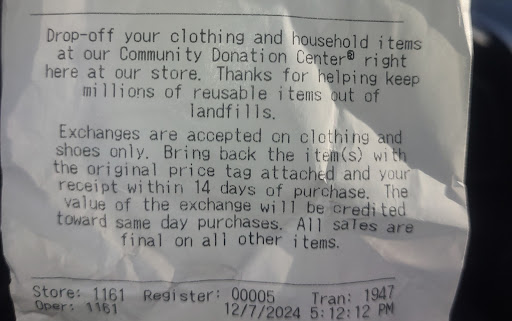 Drop-off your clothing and household items
at our Community Donation Center® right
here at our store. Thanks for helping keep
millions of reusable items out of
landfills.
Exchanges are accepted on clothing and
shoes only. Bring back the item(s) with
the original price tag attached and your
receipt within 14 days of purchase. The
value of the exchange will be credited
toward same day purchases. All sales are
final on all other items.
Store: 1161 Register: 00005 Tran: 1947
Oper: 1161 12/7/2024 5:12:12 PM